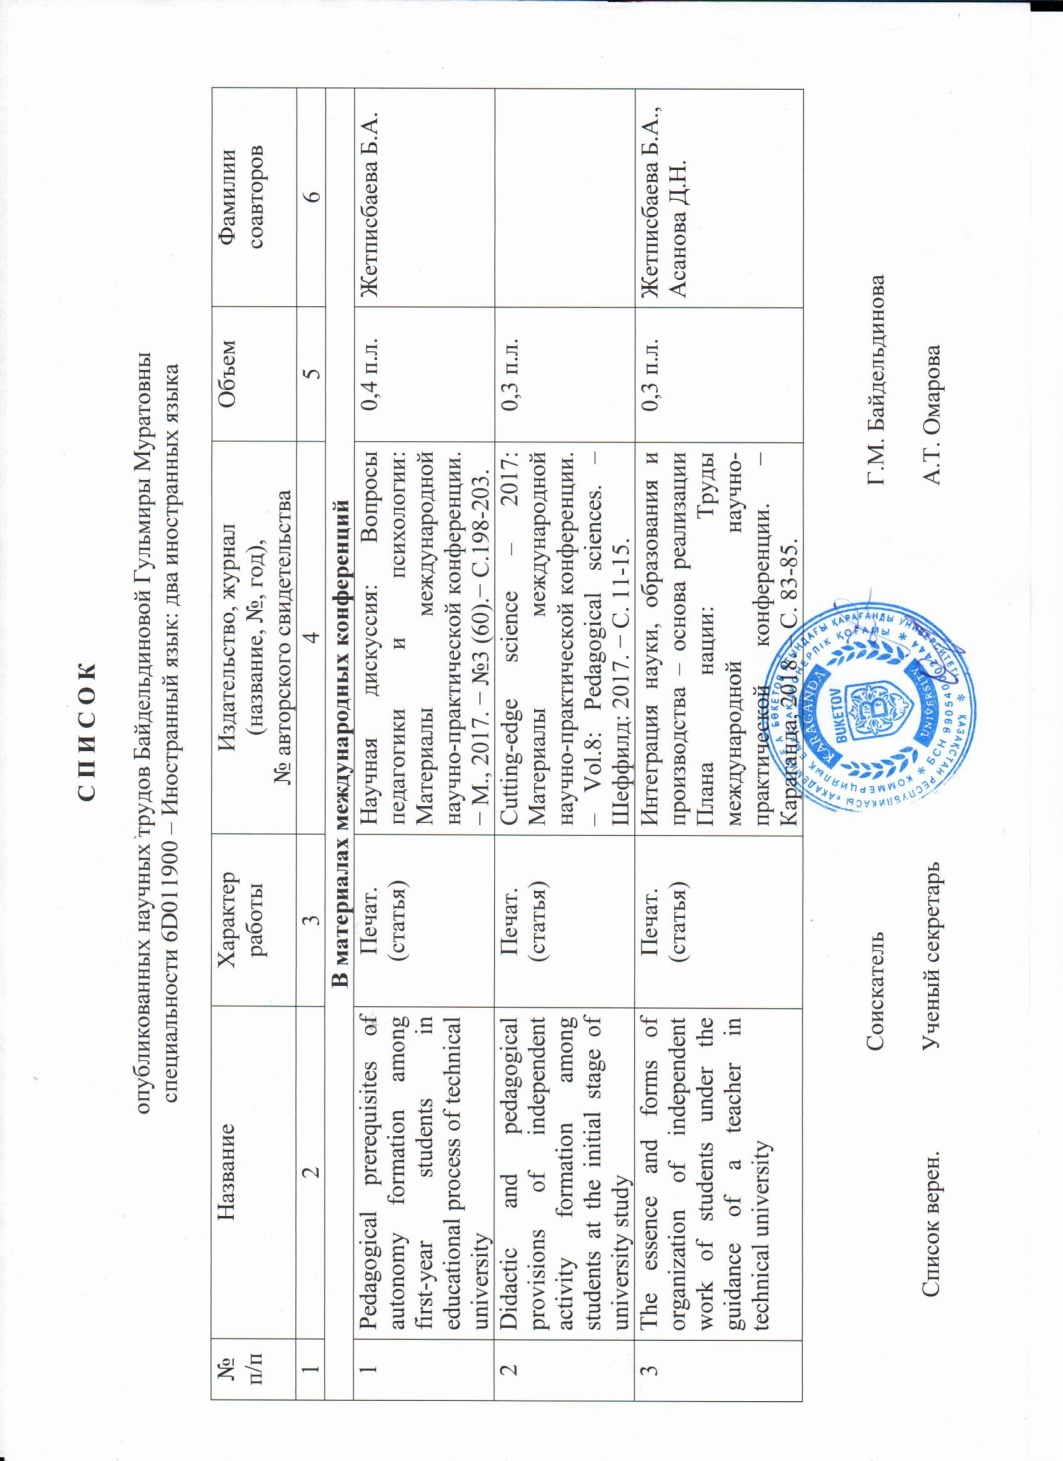 СПИСОК
опубликованных научных трудов Байдельдиновой Гульмиры Муратовны
специальности 6D011900 – Иностранный язык: два иностранных языка
№
п/п
Название
Характер
работы
Издательство, журнал
(название, №, год),
№ авторского свидетельства
Объем
Фамилии
соавторов
1
2
3
4
5
6
В материалах международных конференций
1
Pedagogical prerequisites of
autonomy formation among
first-year students in
educational process of technical
university
Печат.
(статья)
Научная дискуссия: Вопросы
педагогики и психологии:
Материалы международной
научно-практической конференции.
– М., 2017. – №3 (60).– С.198-203.
0,4 п.л.
Жетписбаева Б.А.
2
Didactic and pedagogical
provisions of independent
activity formation among
students at the initial stage of
university study
Печат.
(статья)
Cutting-edge science – 2017:
Материалы международной
научно-практической конференции.
– Vol.8: Pedagogical sciences. –
Шеффилд: 2017. – С. 11-15.
0,3 п.л.
3
The essence and forms of
organization of independent
work of students under the
guidance of a teacher in
technical university
Печат.
(статья)
Интеграция науки, образования и
производства – основа реализации
Плана нации: Труды
международной научно-
практической конференции. –
Караганда, 2018. С. 83-85.
0,3 п.л.
Жетписбаева Б.А.,
Асанова Д.Н.
Соискатель
Г.М. Байдельдинова
Список верен.
Ученый секретарь
А.Т. Омарова
KARAGANDA
BUKETOV
UNIVERSITY